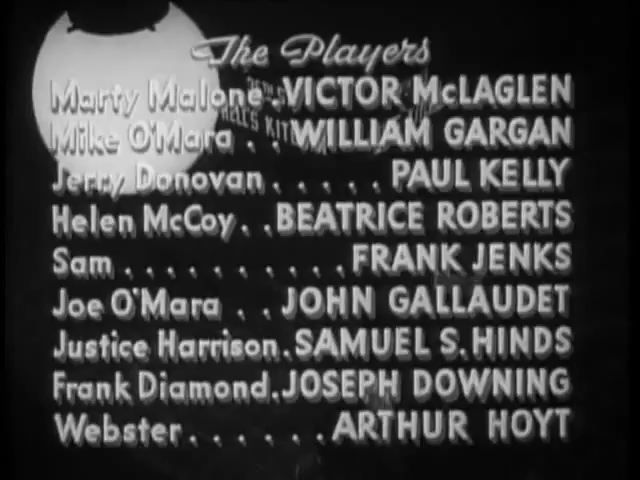 The Players
Marty Malone . VICTOR McLAGLEN
Mike O'Mara . . WILLIAM GARGAN
Jerry Donovan . . . . . PAUL KELLY
Helen McCoy . . BEATRICE ROBERTS
Sam . . . . . . . . . . FRANK JENKS
Joe O'Mara . . JOHN GALLAUDET
Justice Harrison . SAMUEL S. HINDS
Frank Diamond . JOSEPH DOWNING
Webster . . . . . . ARTHUR HOYT
HELL'S